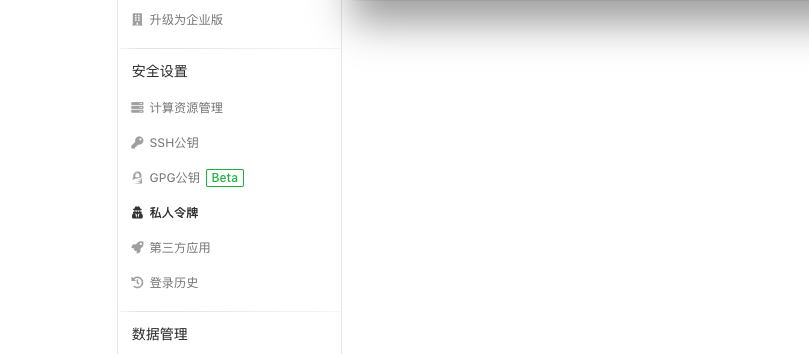 升级为企业版
安全设置
计算资源管理
SSH公钥
GPG公钥 Beta
私人令牌
第三方应用
登录历史
数据管理